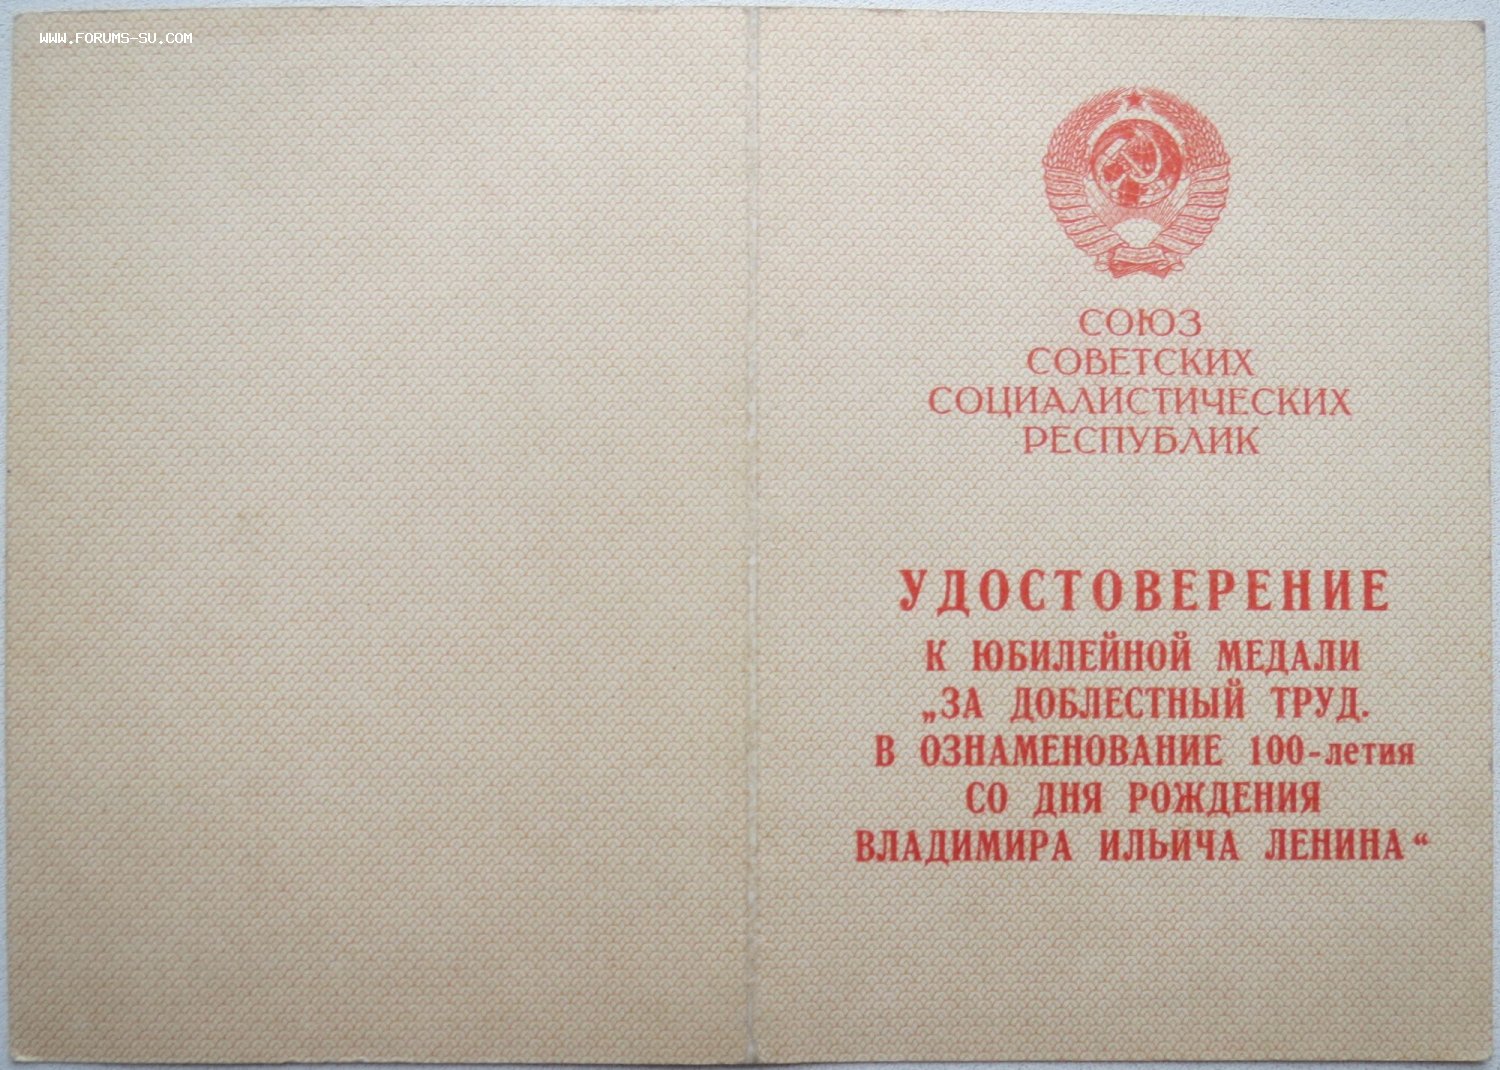 WWW.FORUMS-SU.COM
СОЮЗ
СОВЕТСКИХ
СОЦИАЛИСТИЧЕСКИХ
РЕСПУБЛИК
УДОСТОВЕРЕНИЕ
К ЮБИЛЕЙНОЙ МЕДАЛИ
„ЗА ДОБЛЕСТНЫЙ ТРУД.
В ОЗНАМЕНОВАНИЕ 100-летия
СО ДНЯ РОЖДЕНИЯ
ВЛАДИМИРА ИЛЬИЧА ЛЕНИНА“